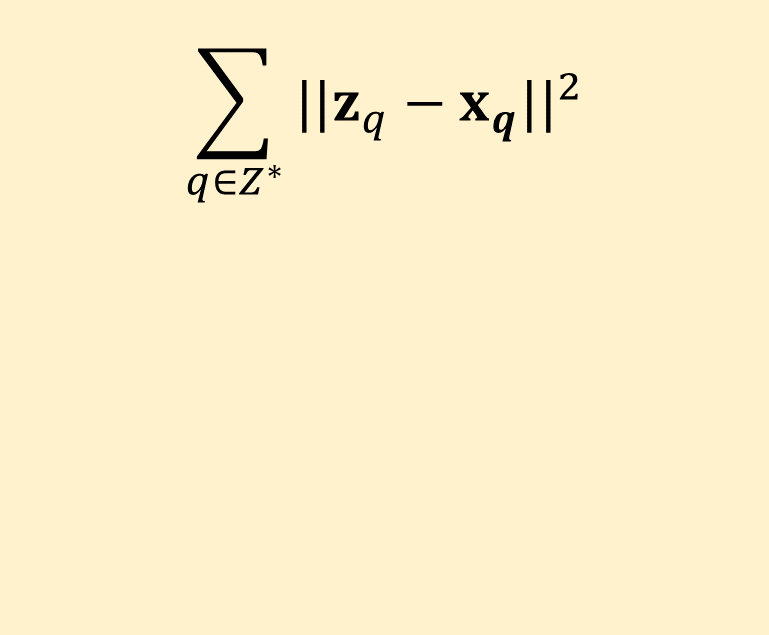 ∑_{q∈Z*} ||𝐳_q − 𝐱_𝒒||²